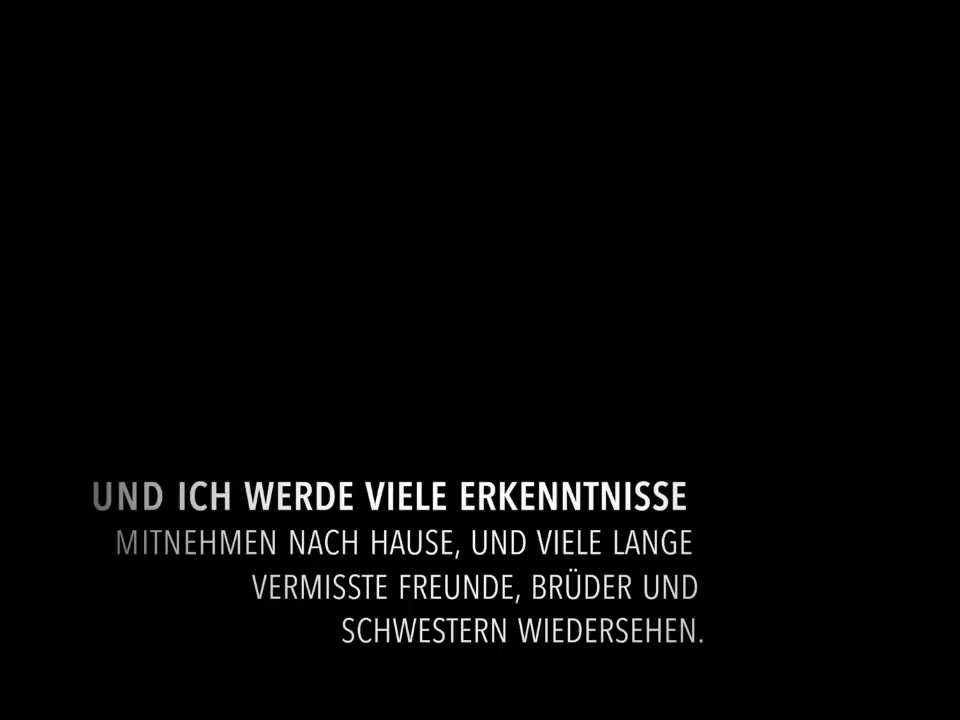 UND ICH WERDE VIELE ERKENNTNISSE
MITNEHMEN NACH HAUSE, UND VIELE LANGE
VERMISSTE FREUNDE, BRÜDER UND
SCHWESTERN WIEDERSEHEN.